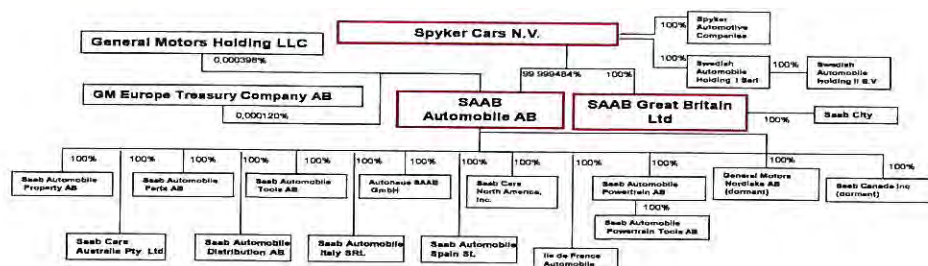 100%
Spyker
Automotive
Companies
General Motors Holding LLC
Spyker Cars N.V.
0,000398%
99.999484%
100%
100%
Swedish
Automobile
Holding I Sarl
100%
Swedish
Automobile
Holding II B.V
GM Europe Treasury Company AB
0,000120%
SAAB
Automobile AB
SAAB Great Britain
Ltd
100%
Saab City
100%
100%
100%
100%
100%
100%
100%
100%
100%
100%
100%
100%
Saab Automobile
Property AB
Saab Automobile
Parts AB
Saab Automobile
Tools AB
Autohaus SAAB
GmbH
Saab Cars
North America,
Inc.
Saab Automobile
Powertrain AB
General Motors
Nordiska AB
(dormant)
Saab Canada Inc
(dormant)
100%
Saab Cars
Australia Pty. Ltd
Saab Automobile
Distribution AB
Saab Automobile
Italy SRL
Saab Automobile
Spain SL
Ile de France
Automobile
Saab Automobile
Powertrain Tools AB